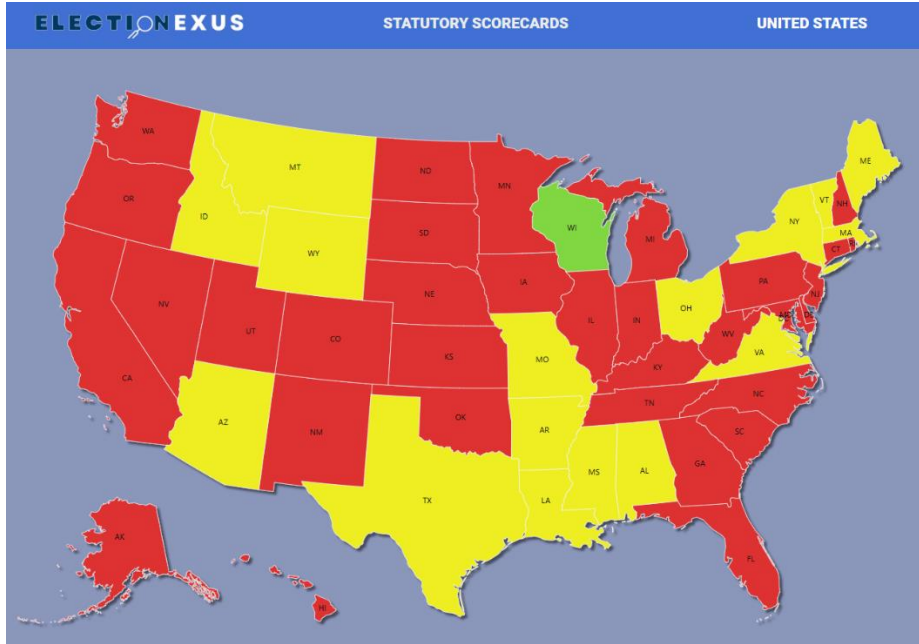 ELECTIONEXUS STATUTORY SCORECARDS UNITED STATES
WA
MT
ND
MN
ME
OR
ID
SD
WI
VT
NH
NY
MA
WY
MI
CT
NE
IA
PA
NJ
NV
UT
CO
IL
IN
OH
WV
KS
MO
KY
VA
CA
TN
NC
AZ
NM
OK
AR
SC
MS
AL
GA
TX
LA
FL
AK
HI